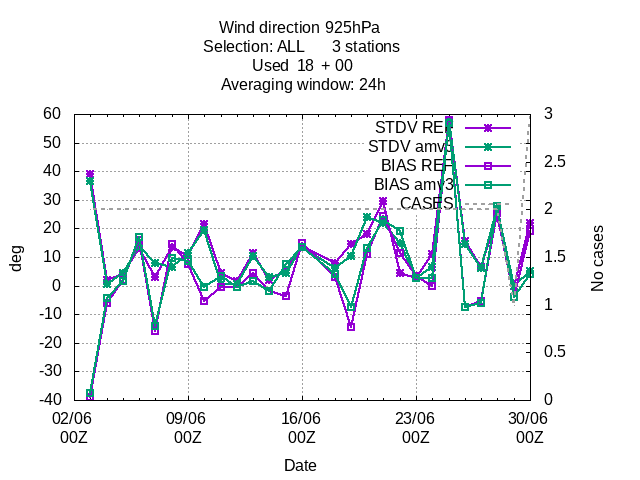 Wind direction 925hPa
Selection: ALL 3 stations
Used 18 + 00
Averaging window: 24h
STDV REF
STDV amv3
BIAS REF
BIAS amv3
CASES
60
50
40
30
20
10
0
-10
-20
-30
-40
deg
3
2.5
2
1.5
1
0.5
0
No cases
02/06 09/06 16/06 23/06 30/06
00Z 00Z 00Z 00Z 00Z
Date